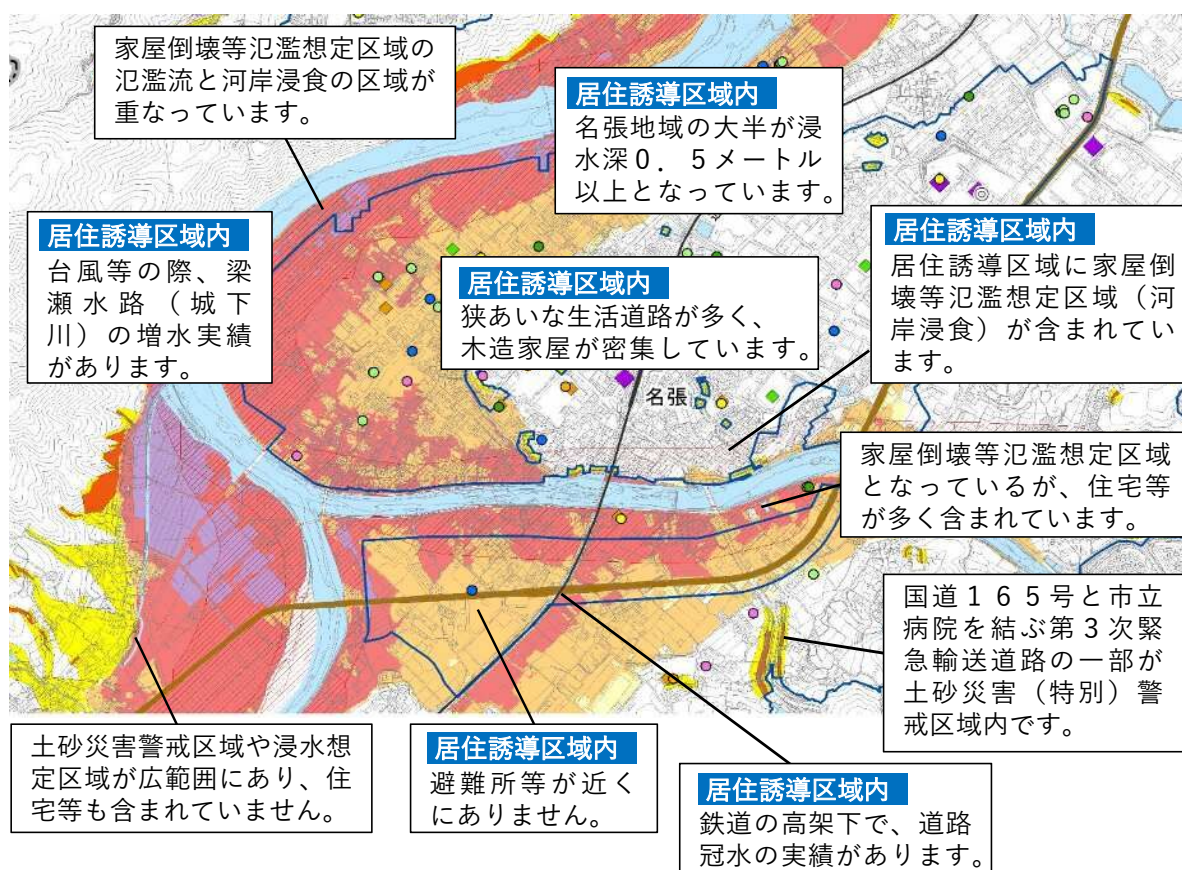 家屋倒壊等氾濫想定区域の
氾濫流と河岸浸食の区域が
重なっています。
居住誘導区域内
名張地域の大半が浸
水深０．５メートル
以上となっています。
居住誘導区域内
台風等の際、梁
瀬水路（城下
川）の増水実績
があります。
居住誘導区域内
狭あいな生活道路が多く、
木造家屋が密集しています。
居住誘導区域内
居住誘導区域に家屋倒
壊等氾濫想定区域（河
岸浸食）が含まれてい
ます。
名張
家屋倒壊等氾濫想定区域
となっているが、住宅等
が多く含まれています。
国道１６５号と市立
病院を結ぶ第３次緊
急輸送道路の一部が
土砂災害（特別）警
戒区域内です。
土砂災害警戒区域や浸水想
定区域が広範囲にあり、住
宅等も含まれていません。
居住誘導区域内
避難所等が近く
にありません。
居住誘導区域内
鉄道の高架下で、道路
冠水の実績があります。